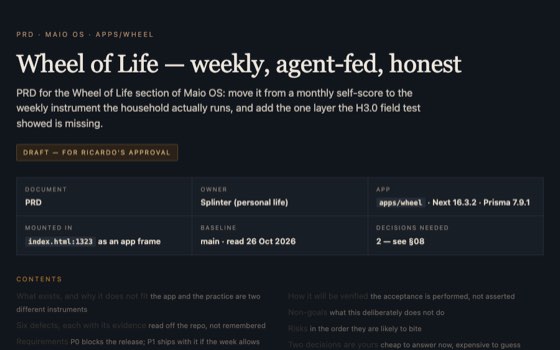 PRD · MAIO OS · APPS/WHEEL
Wheel of Life — weekly, agent-fed, honest
PRD for the Wheel of Life section of Maio OS: move it from a monthly self-score to the
weekly instrument the household actually runs, and add the one layer the H3.0 field test
showed is missing.
DRAFT — FOR RICARDO'S APPROVAL
DOCUMENT
PRD
OWNER
Splinter (personal life)
APP
apps/wheel · Next 16.3.2 · Prisma 7.9.1
MOUNTED IN
index.html:1323 as an app frame
BASELINE
main · read 26 Oct 2026
DECISIONS NEEDED
2 — see §08
CONTENTS
What exists, and why it does not fit the app and the practice are two
different instruments
Six defects, each with its evidence read off the repo, not remembered
Requirements P0 blocks the release; P1 ships with it if the week allows
How it will be verified the acceptance is performed, not asserted
Non-goals what this deliberately does not do
Risks in the order they are likely to bite
Two decisions are yours cheap to answer now, expensive to guess